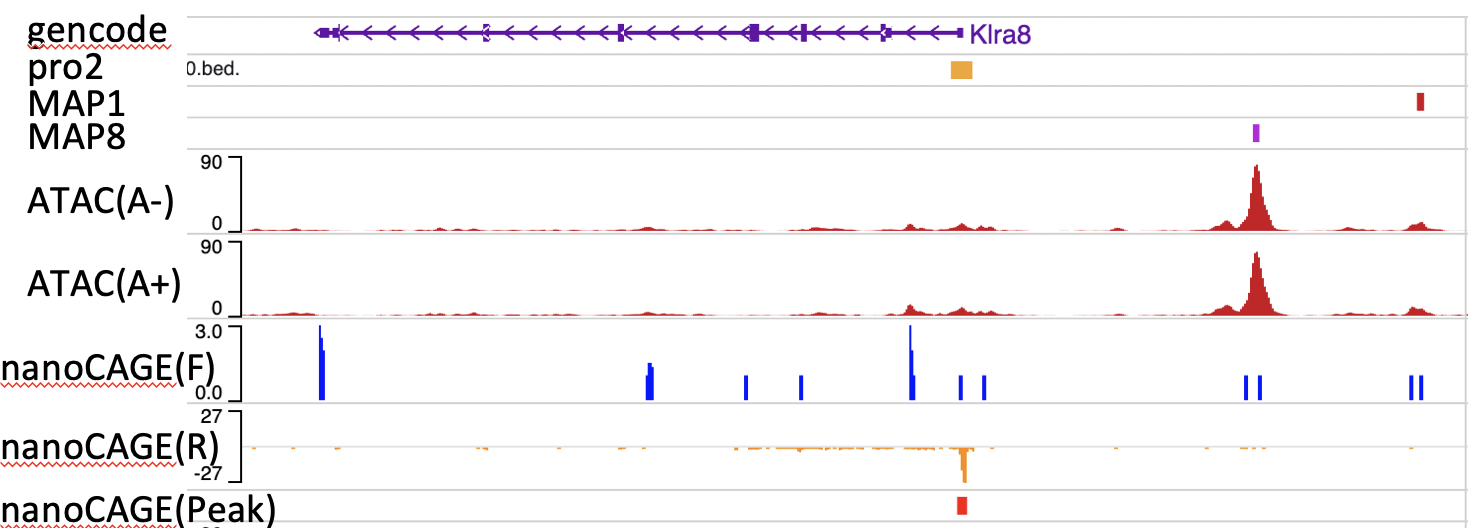 gencode Klra8
pro2 0.bed.
MAP1
MAP8
90
ATAC(A-)
0
90
ATAC(A+)
0
3.0
nanoCAGE(F)
0.0
27
nanoCAGE(R)
-27
nanoCAGE(Peak)